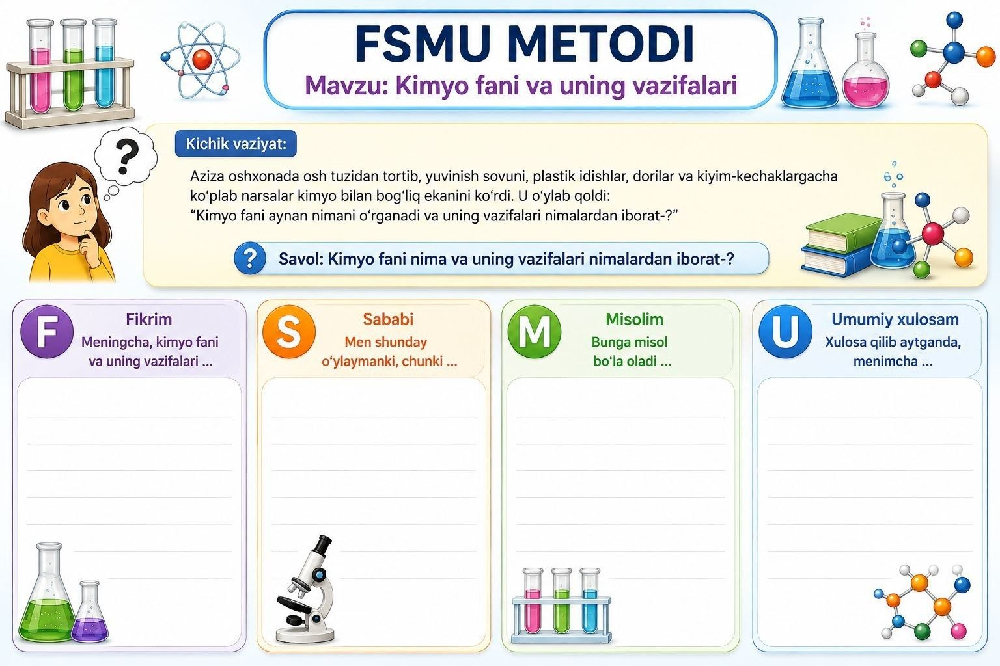 FSMU METODI
Mavzu: Kimyo fani va uning vazifalari
?
Kichik vaziyat:
Aziza oshxonada osh tuzidan tortib, yuvinish sovuni, plastik idishlar, dorilar va kiyim-kechaklargacha
ko‘plab narsalar kimyo bilan bog‘liq ekanini ko‘rdi. U o‘ylab qoldi:
“Kimyo fani aynan nimani o‘rganadi va uning vazifalari nimalardan iborat-?”
? Savol: Kimyo fani nima va uning vazifalari nimalardan iborat-?
F
Fikrim
Meningcha, kimyo fani
va uning vazifalari ...
S
Sababi
Men shunday
o‘ylaymanki, chunki ...
M
Misolim
Bunga misol
bo‘la oladi ...
U
Umumiy xulosam
Xulosa qilib aytganda,
menimcha ...